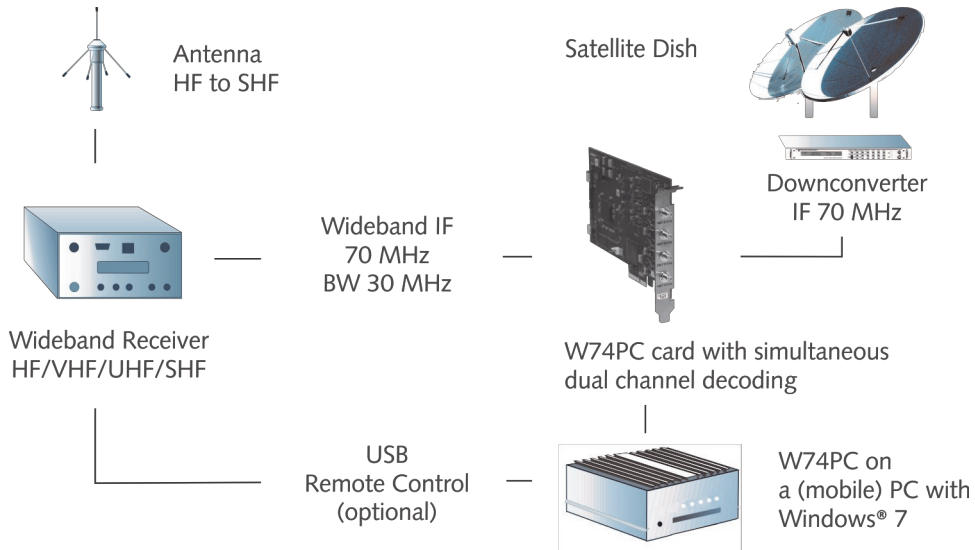 Antenna
HF to SHF
Satellite Dish
Downconverter
IF 70 MHz
Wideband IF
70 MHz
BW 30 MHz
Wideband Receiver
HF/VHF/UHF/SHF
W74PC card with simultaneous
dual channel decoding
USB
Remote Control
(optional)
W74PC on
a (mobile) PC with
Windows® 7